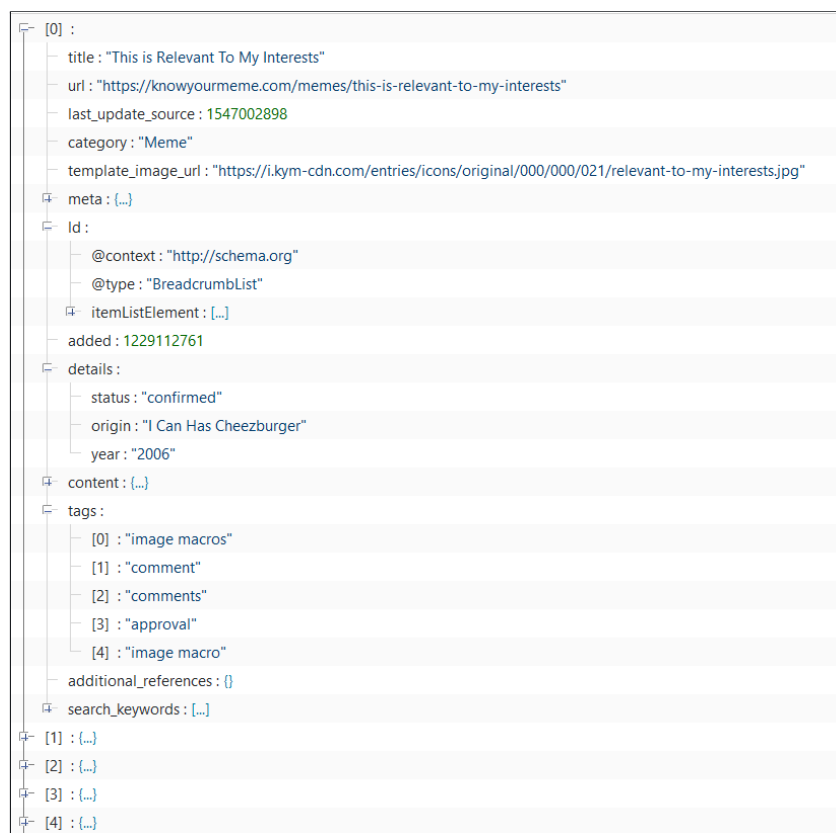 [0] :
title : "This is Relevant To My Interests"
url : "https://knowyourmeme.com/memes/this-is-relevant-to-my-interests"
last_update_source : 1547002898
category : "Meme"
template_image_url : "https://i.kym-cdn.com/entries/icons/original/000/000/021/relevant-to-my-interests.jpg"
meta : {...}
ld :
@context : "http://schema.org"
@type : "BreadcrumbList"
itemListElement : [...]
added : 1229112761
details :
status : "confirmed"
origin : "I Can Has Cheezburger"
year : "2006"
content : {...}
tags :
[0] : "image macros"
[1] : "comment"
[2] : "comments"
[3] : "approval"
[4] : "image macro"
additional_references : {}
search_keywords : [...]
[1] : {...}
[2] : {...}
[3] : {...}
[4] : {...}